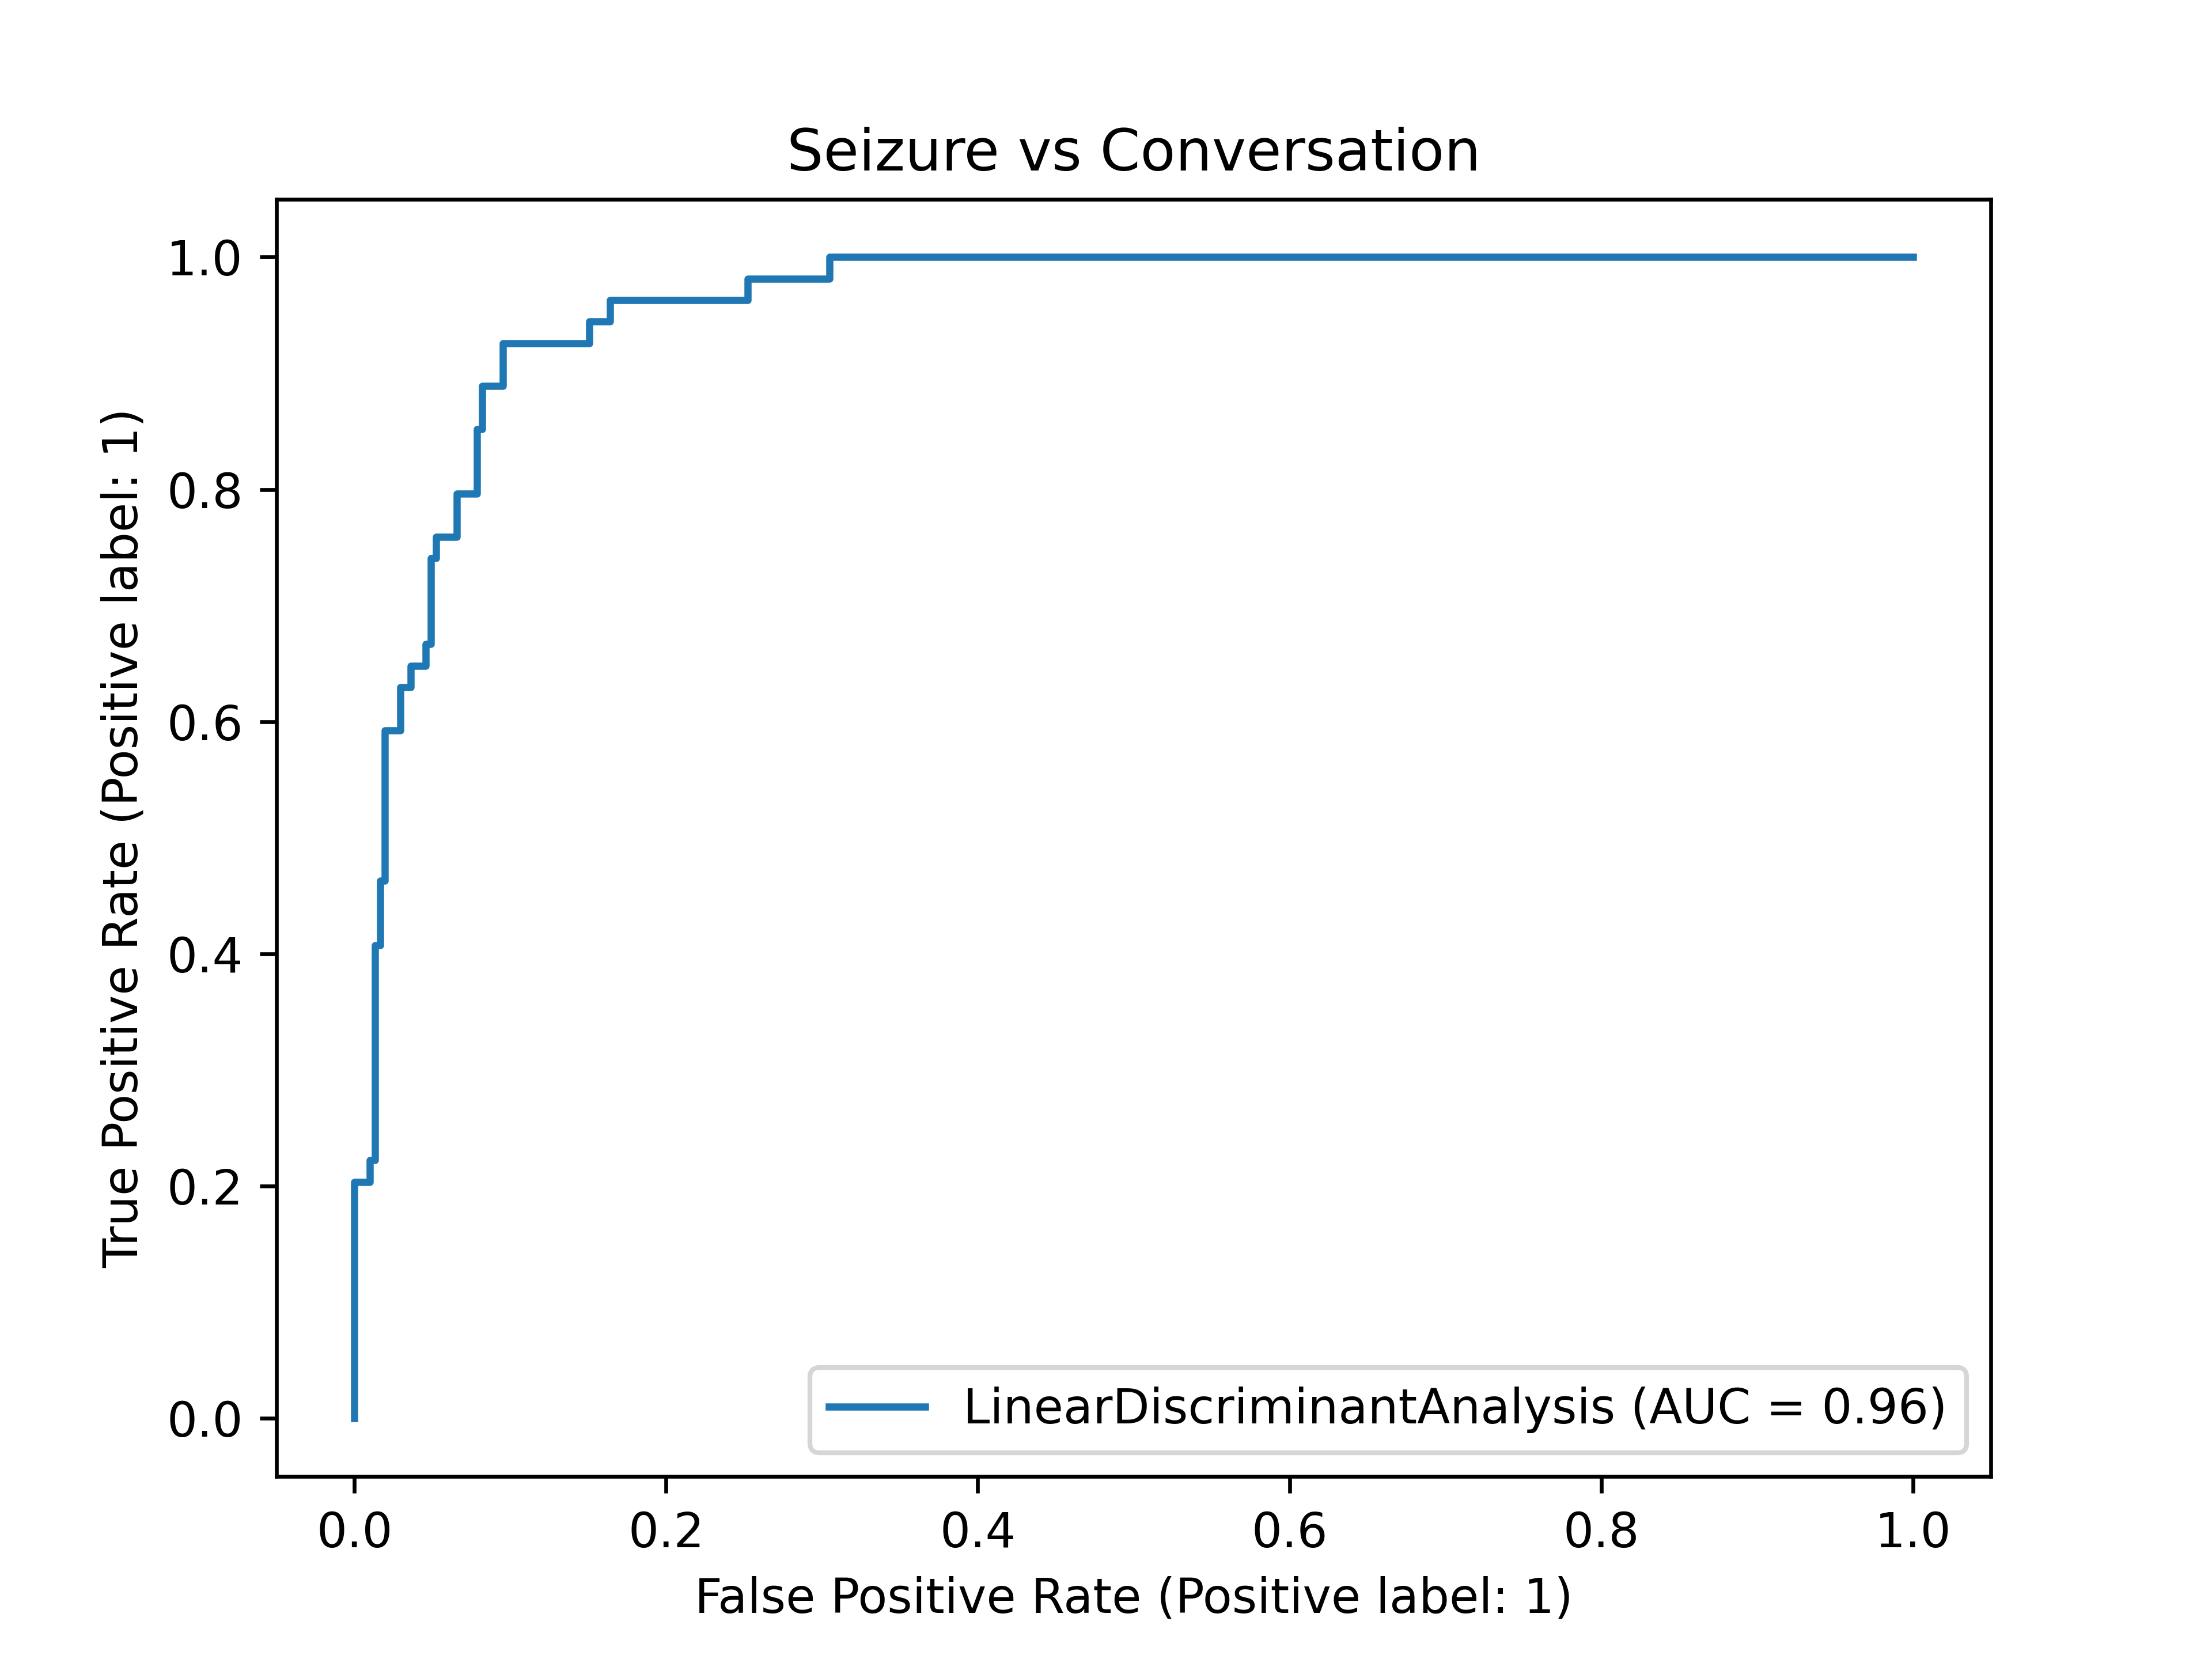 Seizure vs Conversation
True Positive Rate (Positive label: 1)
1.0
0.8
0.6
0.4
0.2
0.0
LinearDiscriminantAnalysis (AUC = 0.96)
0.0 0.2 0.4 0.6 0.8 1.0
False Positive Rate (Positive label: 1)